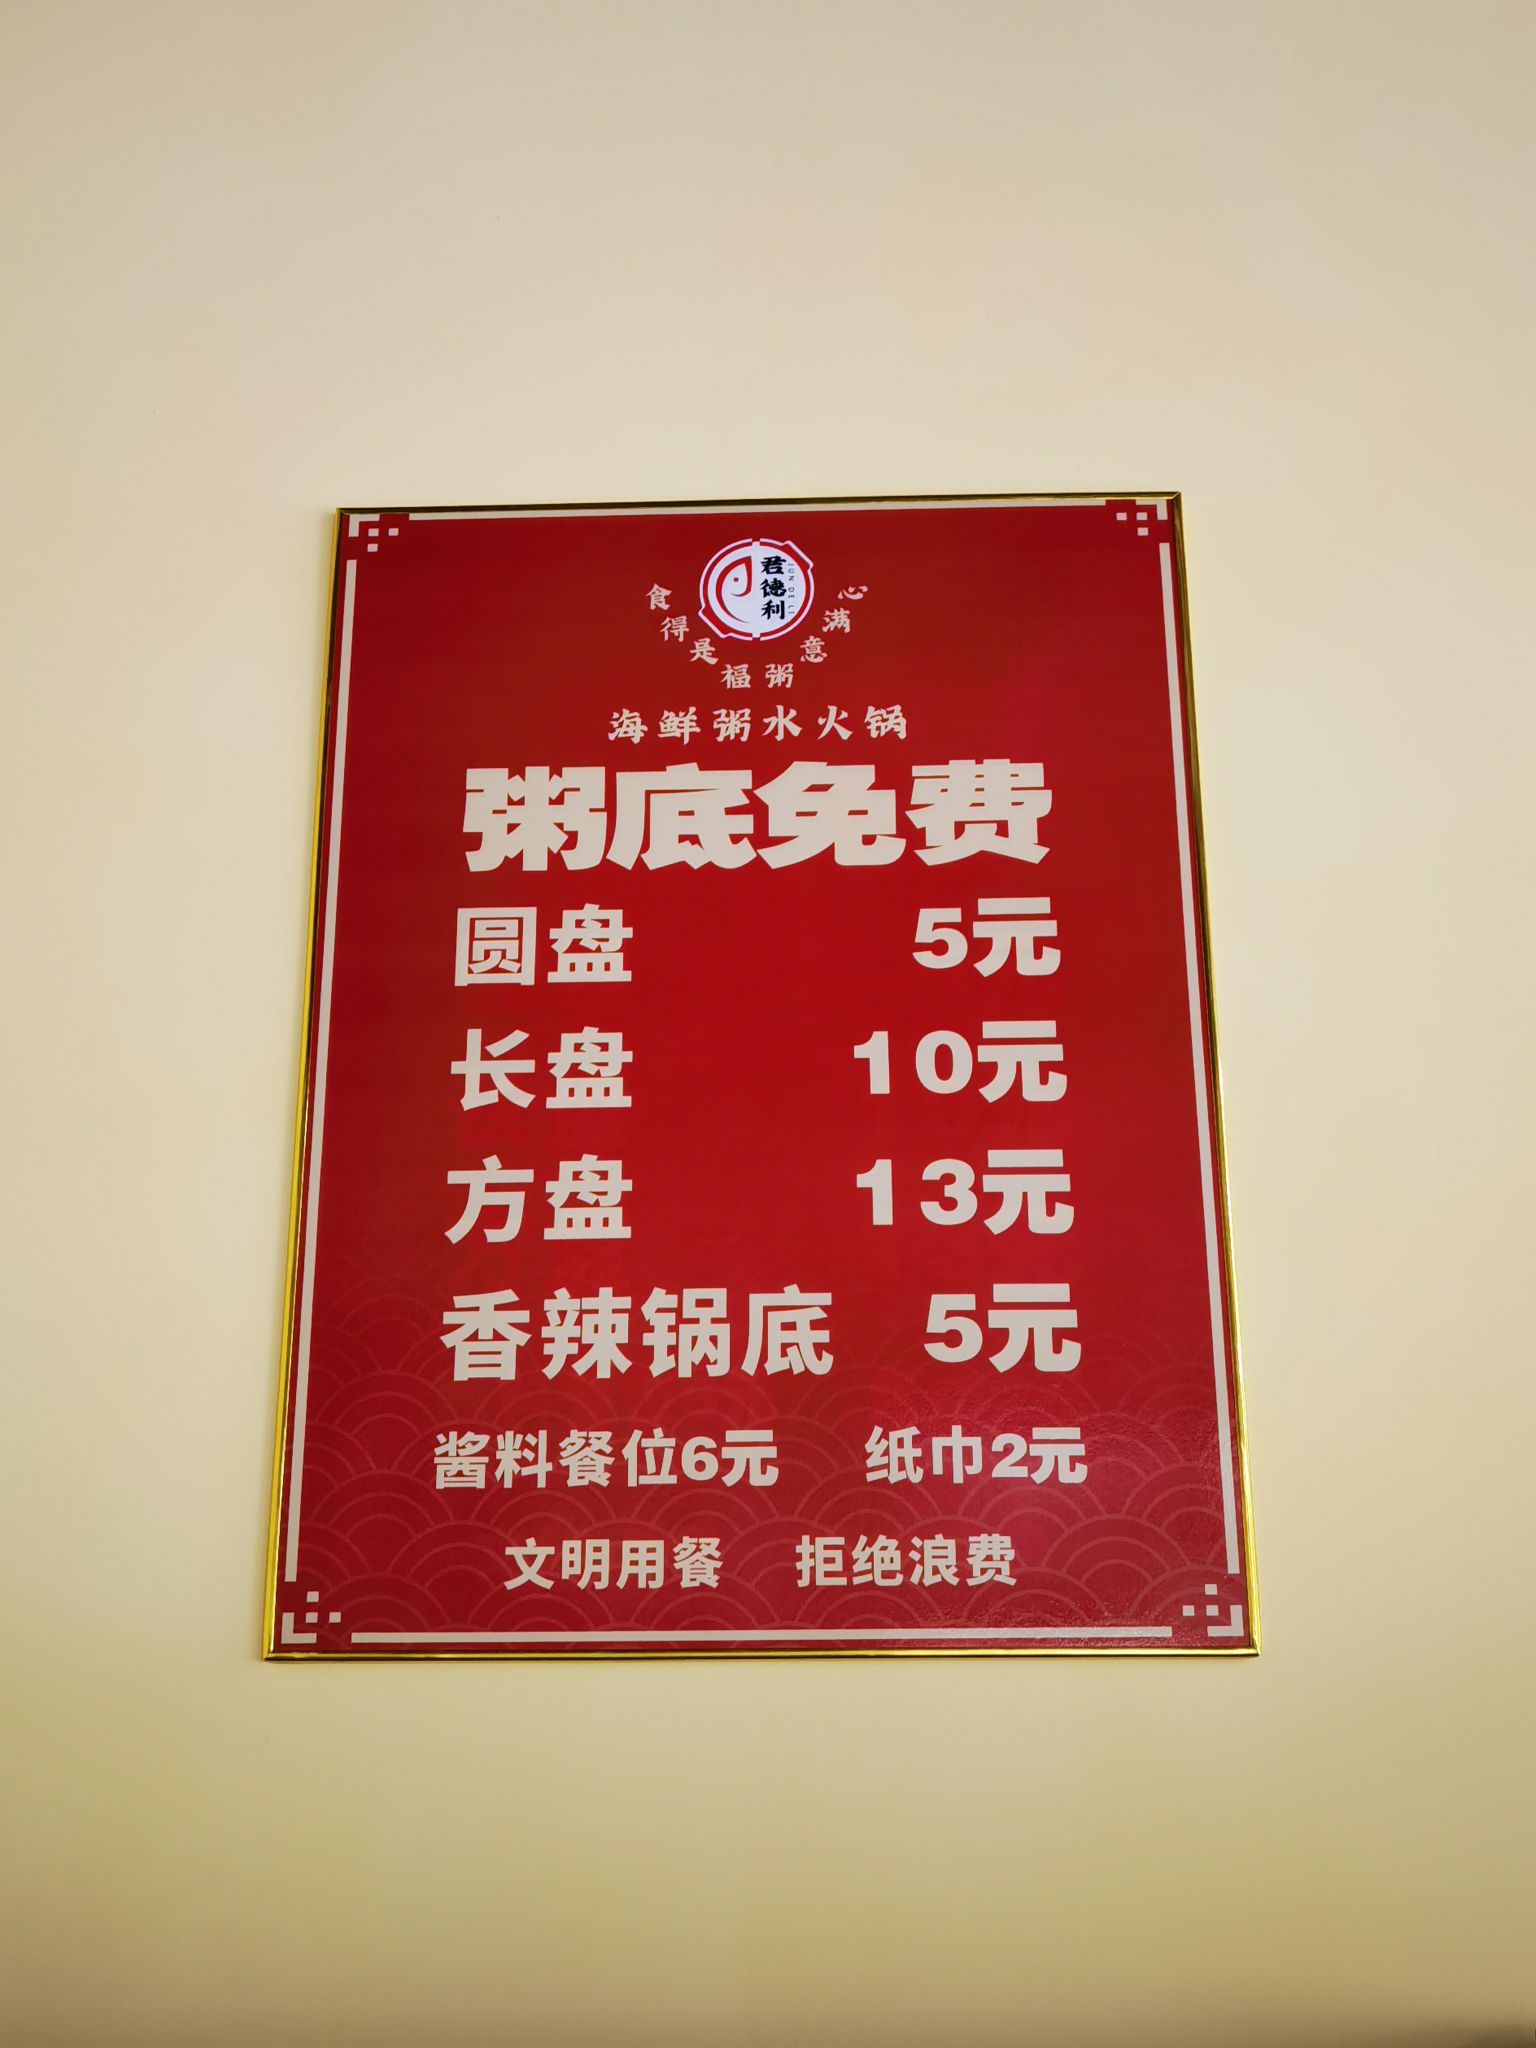 君德利
JUN DE LI
食得是福粥意满心
海鲜粥水火锅
粥底免费
圆盘 5元
长盘 10元
方盘 13元
香辣锅底 5元
酱料餐位6元 纸巾2元
文明用餐 拒绝浪费